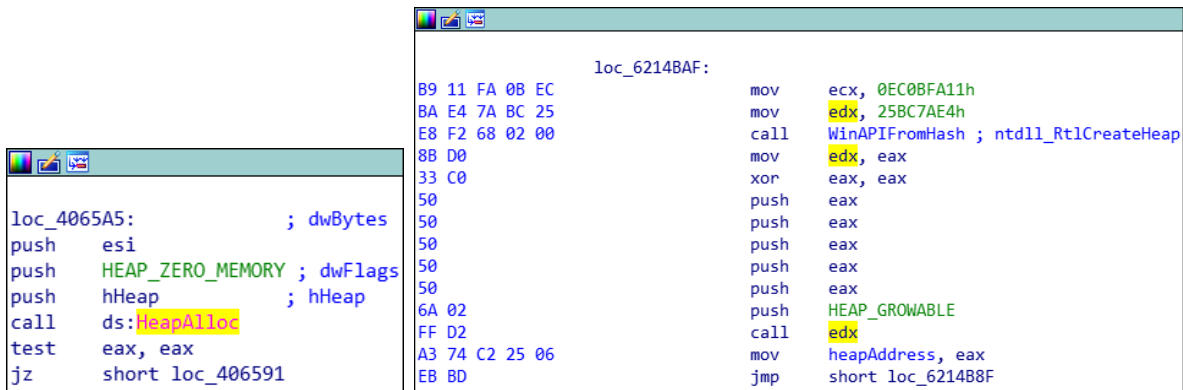 loc_4065A5: ; dwBytes
push esi
push HEAP_ZERO_MEMORY ; dwFlags
push hHeap ; hHeap
call ds:HeapAlloc
test eax, eax
jz short loc_406591
loc_6214BAF:
B9 11 FA 0B EC mov ecx, 0EC0BFA11h
BA E4 7A BC 25 mov edx, 25BC7AE4h
E8 F2 68 02 00 call WinAPIFromHash ; ntdll_RtlCreateHeap
8B D0 mov edx, eax
33 C0 xor eax, eax
50 push eax
50 push eax
50 push eax
50 push eax
50 push eax
6A 02 push HEAP_GROWABLE
FF D2 call edx
A3 74 C2 25 06 mov heapAddress, eax
EB BD jmp short loc_6214B8F